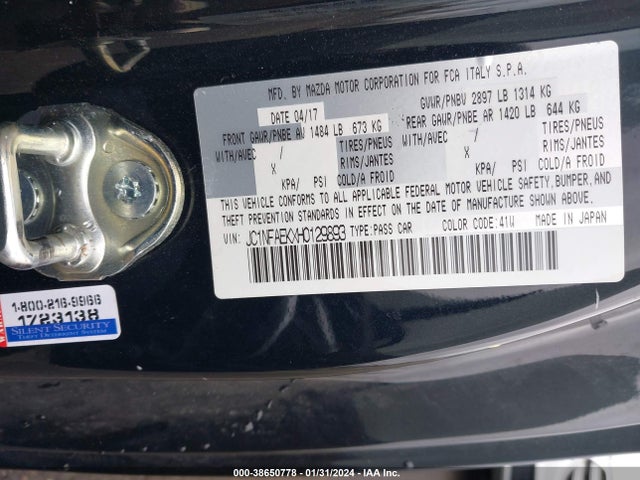 MFD. BY MAZDA MOTOR CORPORATION FOR FCA ITALY S.P.A.
DATE 04/17 GVWR/PNBV 2897 LB 1314 KG
FRONT GAWR/PNBE AV 1484 LB 673 KG REAR GAWR/PNBE AR 1420 LB 644 KG
WITH/AVEC / TIRES/PNEUS WITH/AVEC / TIRES/PNEUS
X RIMS/JANTES X RIMS/JANTES
KPA/ PSI COLD/A FROID KPA/ PSI COLD/A FROID
THIS VEHICLE CONFORMS TO ALL APPLICABLE FEDERAL MOTOR VEHICLE SAFETY, BUMPER, AND
THEFT PREVENTION STANDARDS IN EFFECT ON THE DATE OF MANUFACTURE SHOWN ABOVE.
VIN: JC1NFAEKXH0129893 TYPE: PASS CAR COLOR CODE: 41W MADE IN JAPAN
1-800-216-9966
1723138
SILENT SECURITY
THEFT DETERRENT SYSTEM
000-38650778 - 01/31/2024 - IAA Inc.